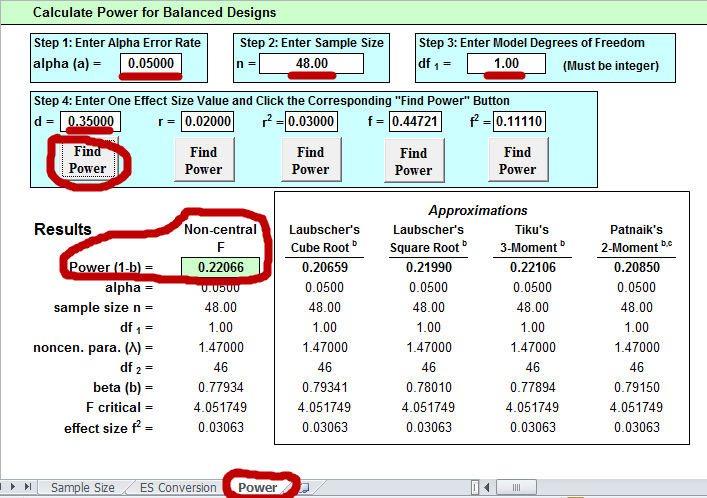 Calculate Power for Balanced Designs
Step 1: Enter Alpha Error Rate
alpha (a) = 0.05000
Step 2: Enter Sample Size
n = 48.00
Step 3: Enter Model Degrees of Freedom
df 1 = 1.00 (Must be integer)
Step 4: Enter One Effect Size Value and Click the Corresponding "Find Power" Button
d = 0.35000 r = 0.02000 r² = 0.03000 f = 0.44721 f² = 0.11110
Find Find Find Find Find
Power Power Power Power Power
Approximations
Results Non-central Laubscher's Laubscher's Tiku's Patnaik's
F Cube Root b Square Root b 3-Moment b 2-Moment b,c
Power (1-b) = 0.22066 0.20659 0.21990 0.22106 0.20850
alpha = 0.0500 0.0500 0.0500 0.0500 0.0500
sample size n = 48.00 48.00 48.00 48.00 48.00
df 1 = 1.00 1.00 1.00 1.00 1.00
noncen. para. (λ) = 1.47000 1.47000 1.47000 1.47000 1.47000
df 2 = 46 46 46 46 46
beta (b) = 0.77934 0.79341 0.78010 0.77894 0.79150
F critical = 4.051749 4.051749 4.051749 4.051749 4.051749
effect size f² = 0.03063 0.03063 0.03063 0.03063 0.03063
Sample Size ES Conversion Power